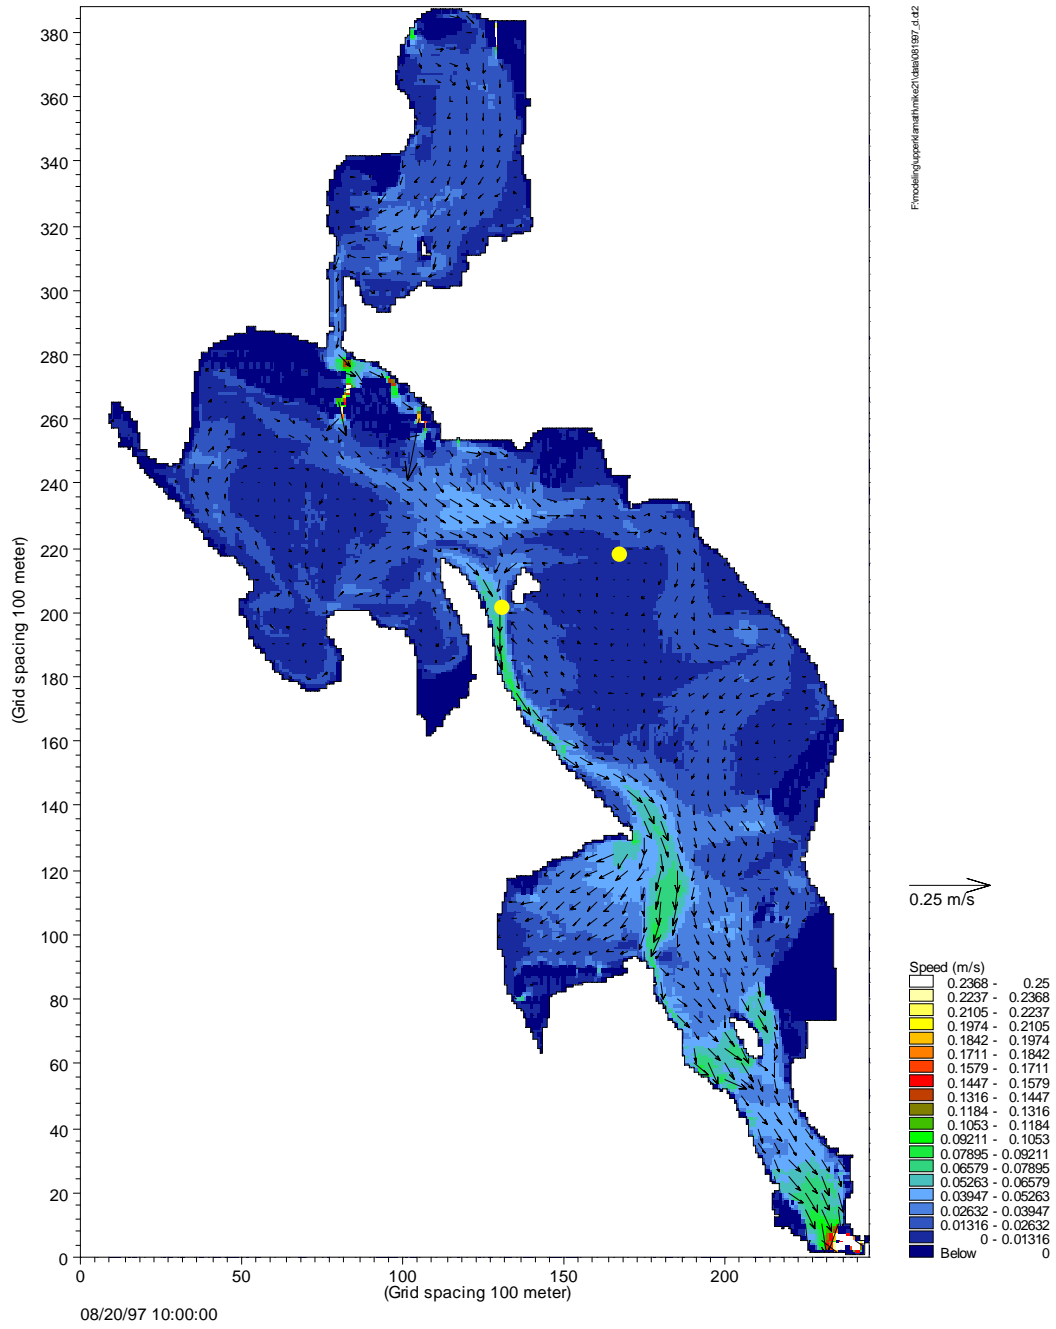 F:\modeling\upperklamath\mike21\data\081997_d.dt2
380
360
340
320
300
280
260
240
220
200
180
160
140
120
100
80
60
40
20
0
(Grid spacing 100 meter)
0 50 100 150 200
(Grid spacing 100 meter)
08/20/97 10:00:00
0.25 m/s
Speed (m/s)
0.2368 - 0.25
0.2237 - 0.2368
0.2105 - 0.2237
0.1974 - 0.2105
0.1842 - 0.1974
0.1711 - 0.1842
0.1579 - 0.1711
0.1447 - 0.1579
0.1316 - 0.1447
0.1184 - 0.1316
0.1053 - 0.1184
0.09211 - 0.1053
0.07895 - 0.09211
0.06579 - 0.07895
0.05263 - 0.06579
0.03947 - 0.05263
0.02632 - 0.03947
0.01316 - 0.02632
0 - 0.01316
Below 0